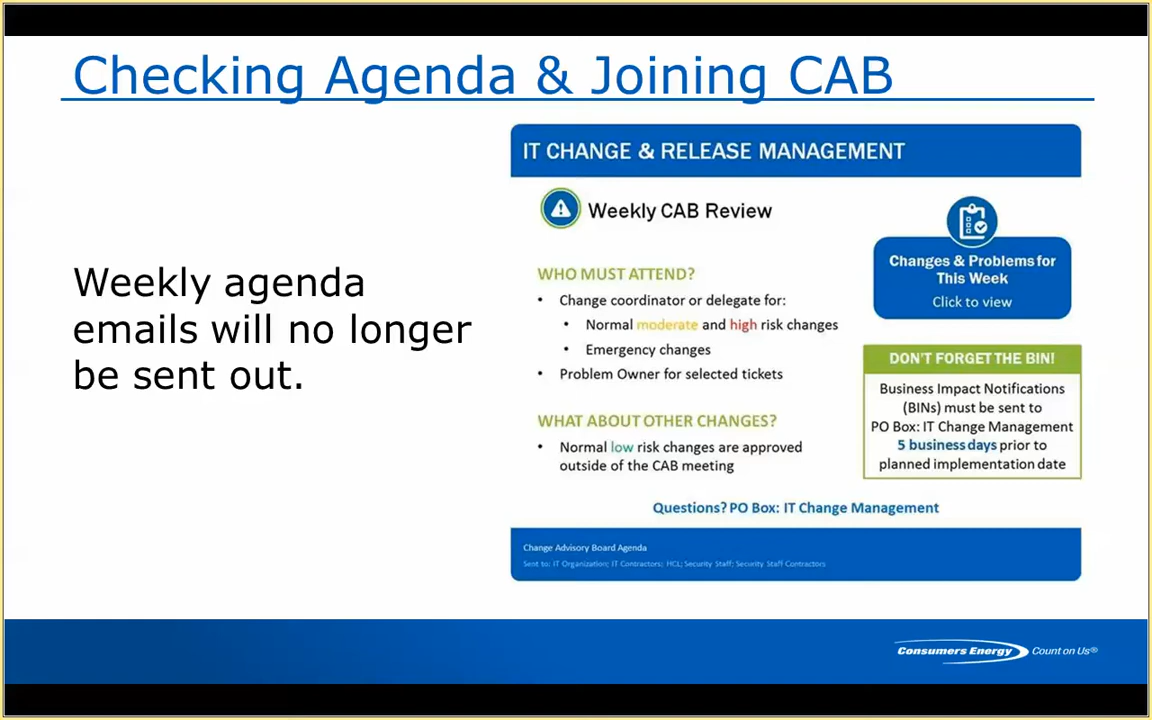 Checking Agenda & Joining CAB
Weekly agenda
emails will no longer
be sent out.
IT CHANGE & RELEASE MANAGEMENT
Weekly CAB Review
WHO MUST ATTEND?
• Change coordinator or delegate for:
• Normal moderate and high risk changes
• Emergency changes
• Problem Owner for selected tickets
WHAT ABOUT OTHER CHANGES?
• Normal low risk changes are approved
outside of the CAB meeting
Changes & Problems for
This Week
Click to view
DON'T FORGET THE BIN!
Business Impact Notifications
(BINs) must be sent to
PO Box: IT Change Management
5 business days prior to
planned implementation date
Questions? PO Box: IT Change Management
Change Advisory Board Agenda
Sent to: IT Organization; IT Contractors; HCL; Security Staff; Security Staff Contractors
Consumers Energy Count on Us®